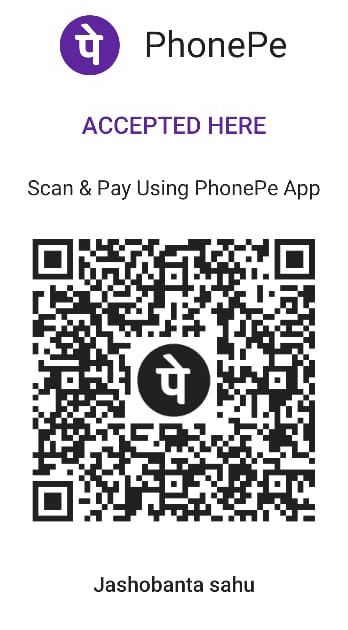 पे PhonePe
ACCEPTED HERE
Scan & Pay Using PhonePe App
पे
Jashobanta sahu